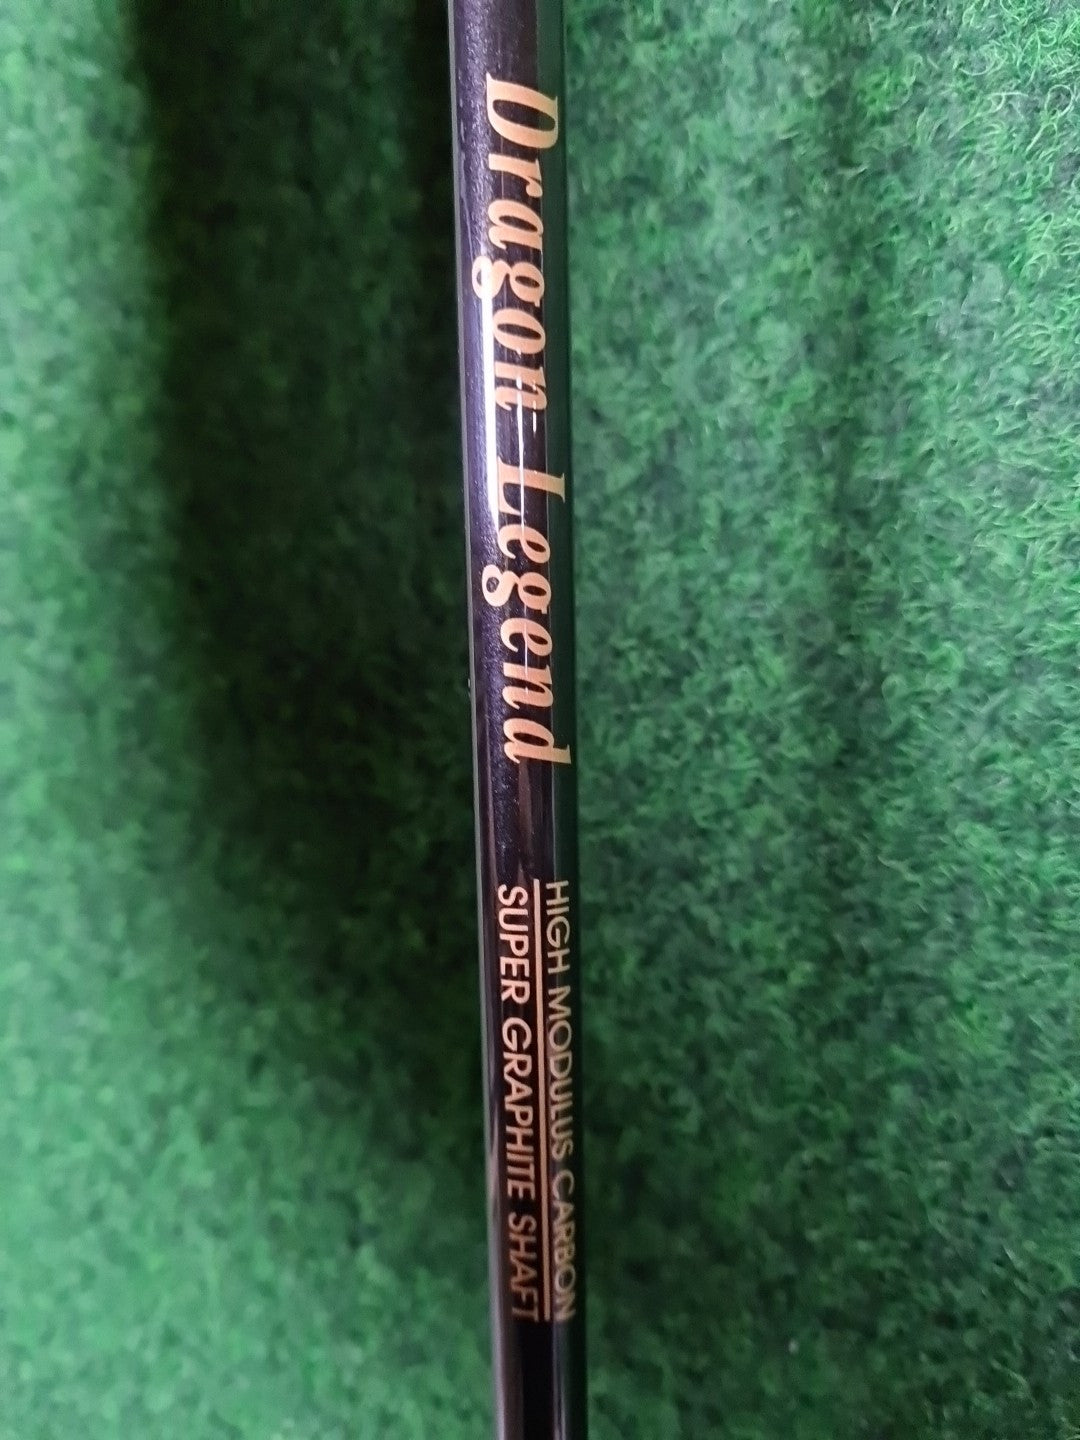 Dragon Legend
HIGH MODULUS CARBON
SUPER GRAPHITE SHAFT